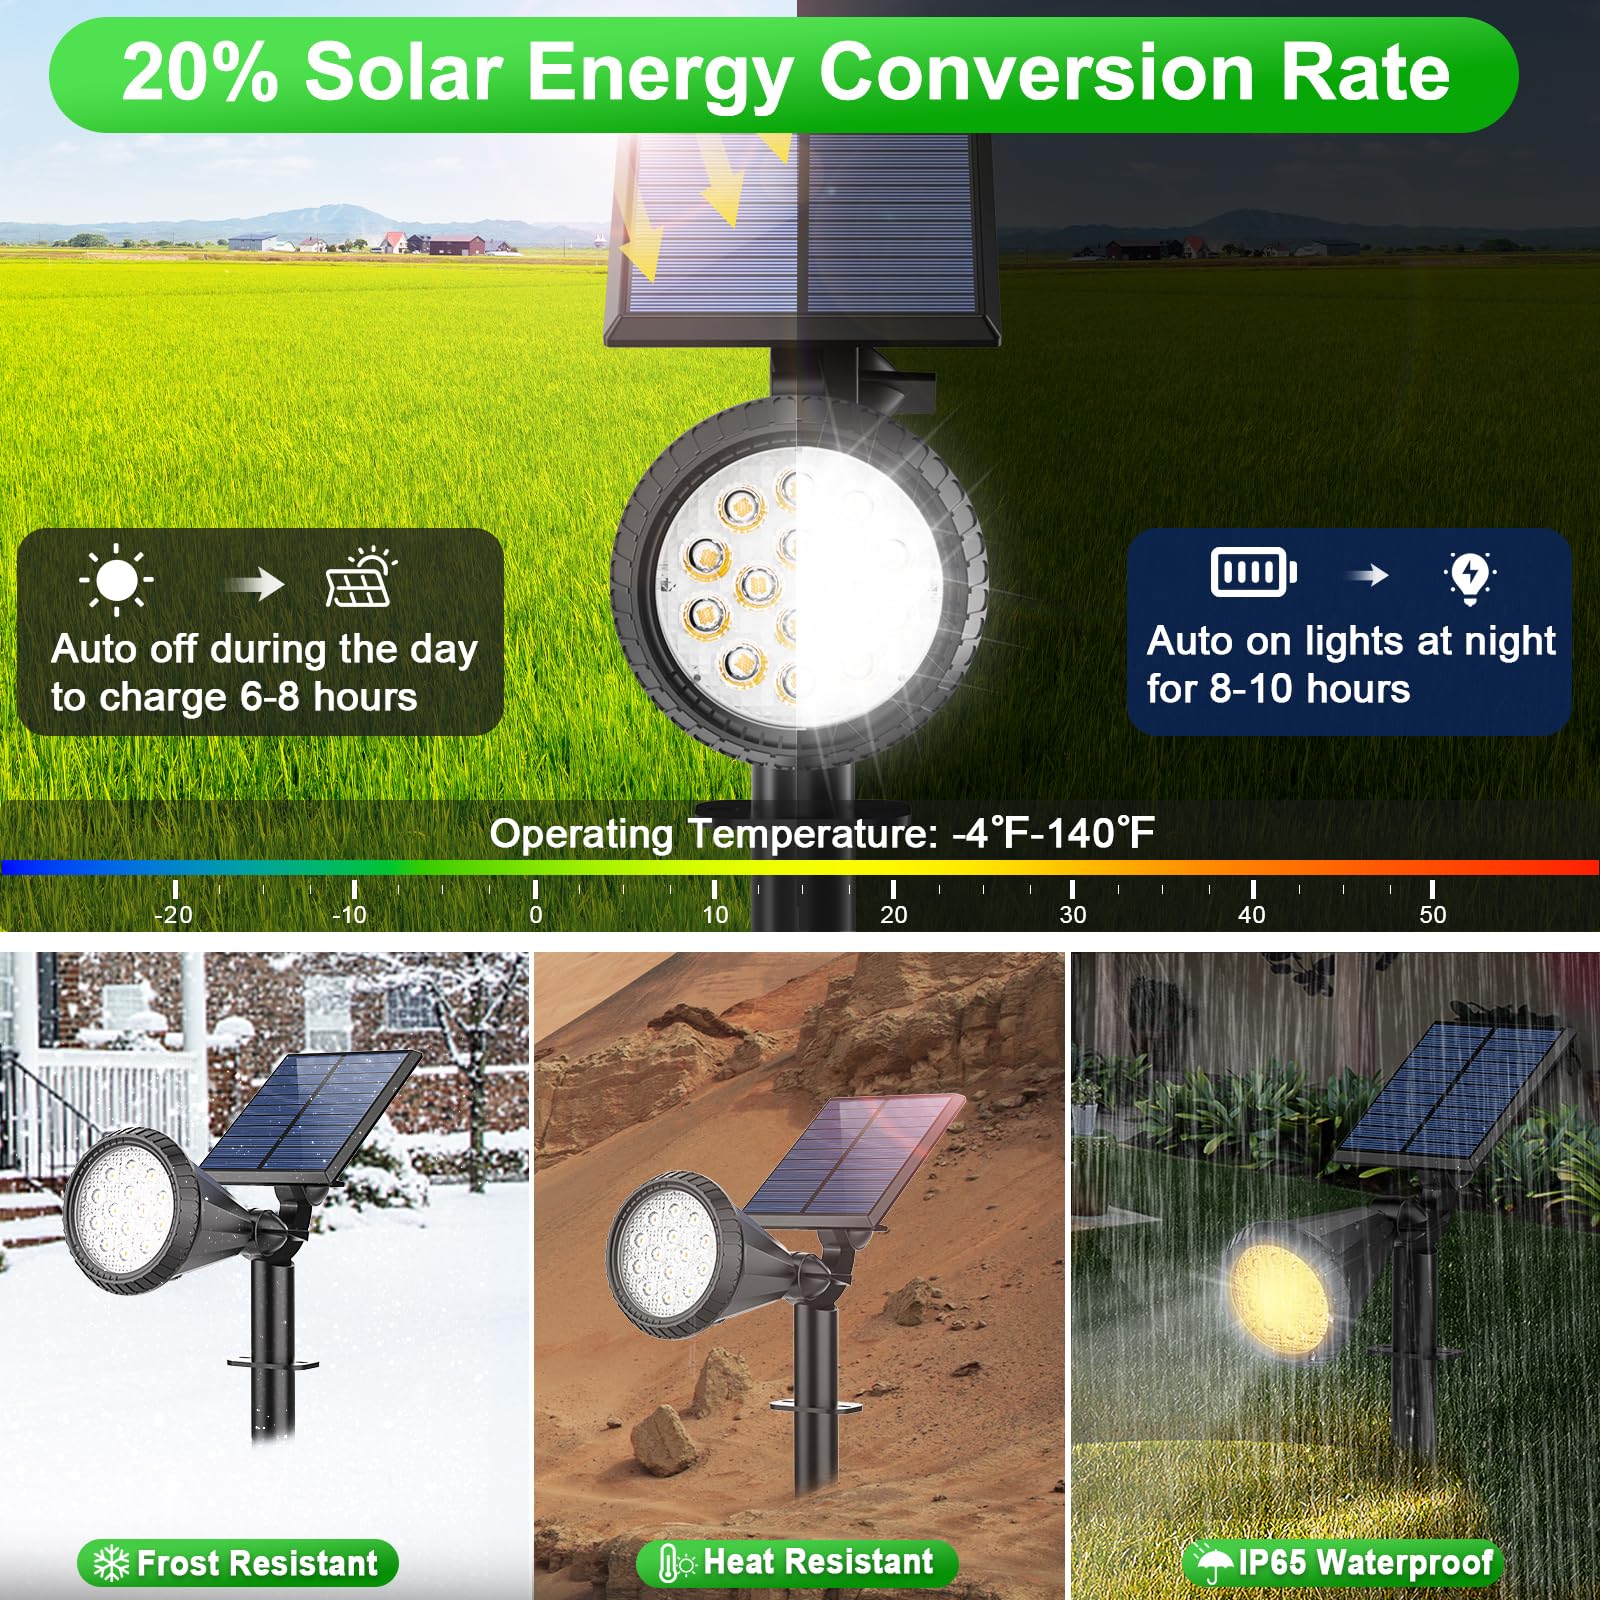 20% Solar Energy Conversion Rate
Auto off during the day
to charge 6-8 hours
Auto on lights at night
for 8-10 hours
Operating Temperature: -4°F-140°F
-20 -10 0 10 20 30 40 50
Frost Resistant
Heat Resistant
IP65 Waterproof